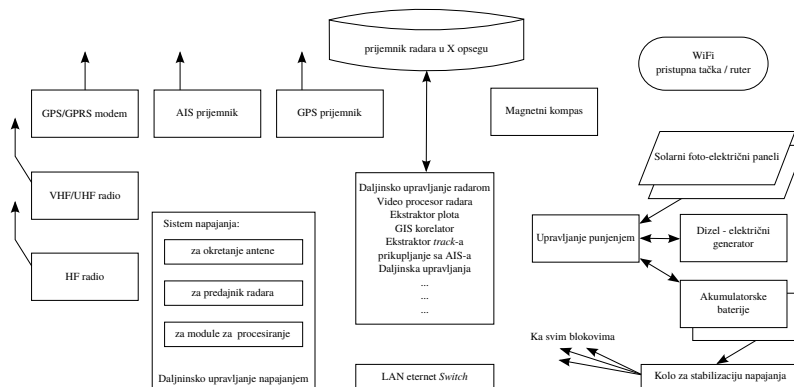 prijemnik radara u X opsegu
WiFi
pristupna tačka / ruter
GPS/GPRS modem
AIS prijemnik
GPS prijemnik
Magnetni kompas
Solarni foto-električni paneli
VHF/UHF radio
Daljinsko upravljanje radarom
Video procesor radara
Ekstraktor plota
GIS korelator
Ekstraktor track-a
prikupljanje sa AIS-a
Daljinska upravljanja
...
...
...
Sistem napajanja:
za okretanje antene
za predajnik radara
za module za procesiranje
Daljninsko upravljanje napajanjem
Upravljanje punjenjem
Dizel - električni
generator
HF radio
Akumulatorske
baterije
Ka svim blokovima
LAN eternet Switch
Kolo za stabilizaciju napajanja